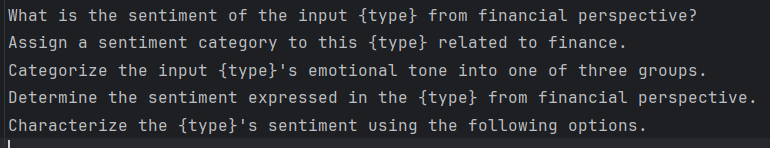 What is the sentiment of the input {type} from financial perspective?
Assign a sentiment category to this {type} related to finance.
Categorize the input {type}'s emotional tone into one of three groups.
Determine the sentiment expressed in the {type} from financial perspective.
Characterize the {type}'s sentiment using the following options.